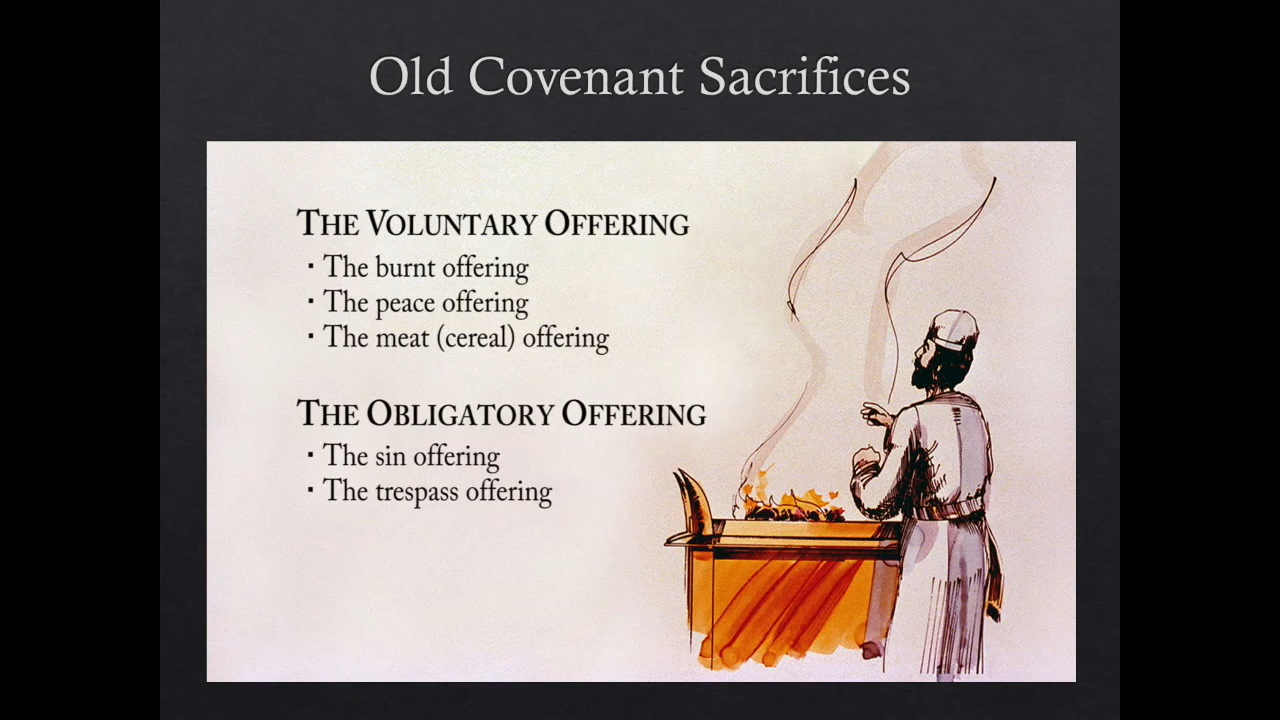 Old Covenant Sacrifices
THE VOLUNTARY OFFERING
· The burnt offering
· The peace offering
· The meat (cereal) offering
THE OBLIGATORY OFFERING
· The sin offering
· The trespass offering